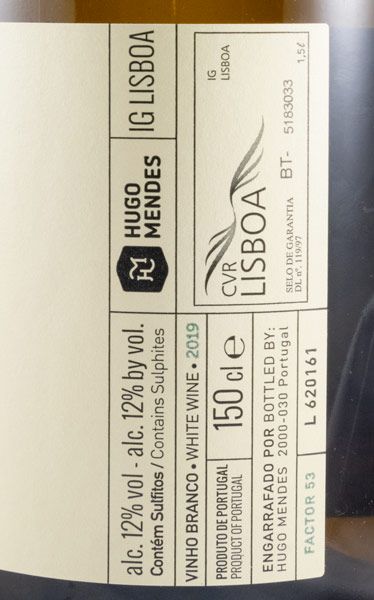 alc. 12% vol - alc. 12% by vol.
Contém Sulfitos / Contains Sulphites
HUGO
MENDES
IG LISBOA
VINHO BRANCO • WHITE WINE • 2019
PRODUTO DE PORTUGAL
PRODUCT OF PORTUGAL
150 cl e
ENGARRAFADO POR BOTTLED BY:
HUGO MENDES 2000-030 Portugal
FACTOR 53
L 620161
CVR
LISBOA
IG
LISBOA
SELO DE GARANTIA
DL nº. 119/97
BT- 5183033
1,5ℓ